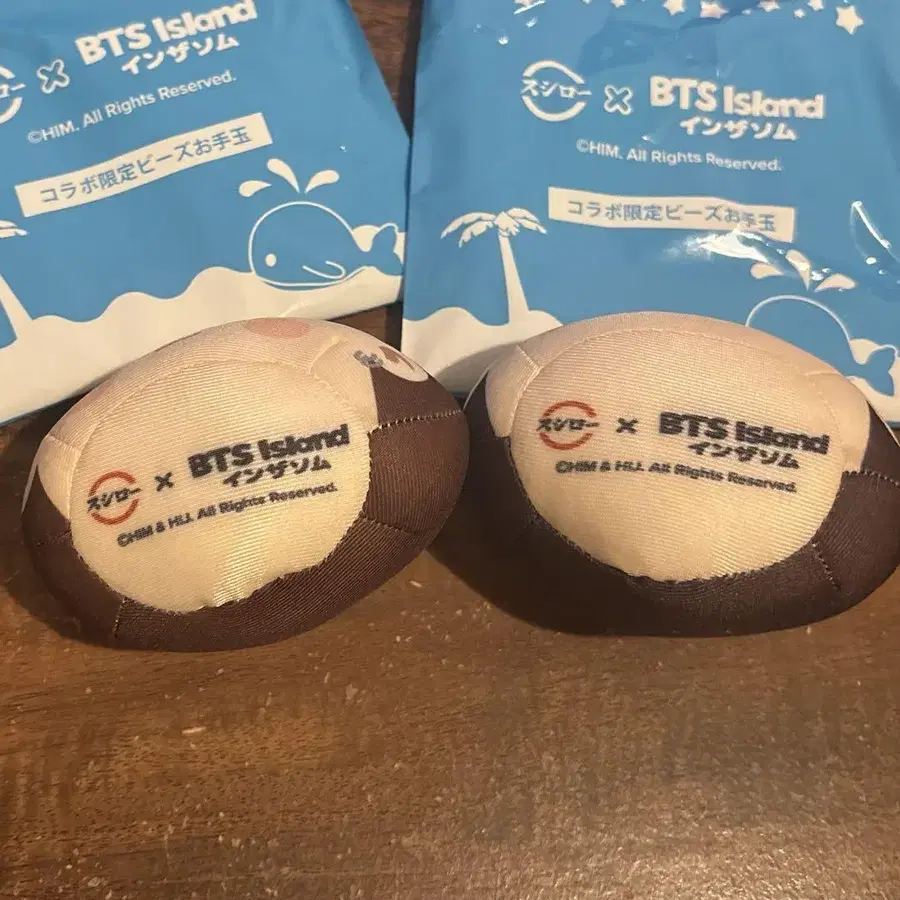 BTS Island
インザソム
©HIM. All Rights Reserved.
コラボ限定ビーズお手玉
スシロー × BTS Island
インザソム
©HIM. All Rights Reserved.
コラボ限定ビーズお手玉
スシロー × BTS Island
インザソム
©HIM & HU. All Rights Reserved.
スシロー × BTS Island
インザソム
©HIM & HU. All Rights Reserved.